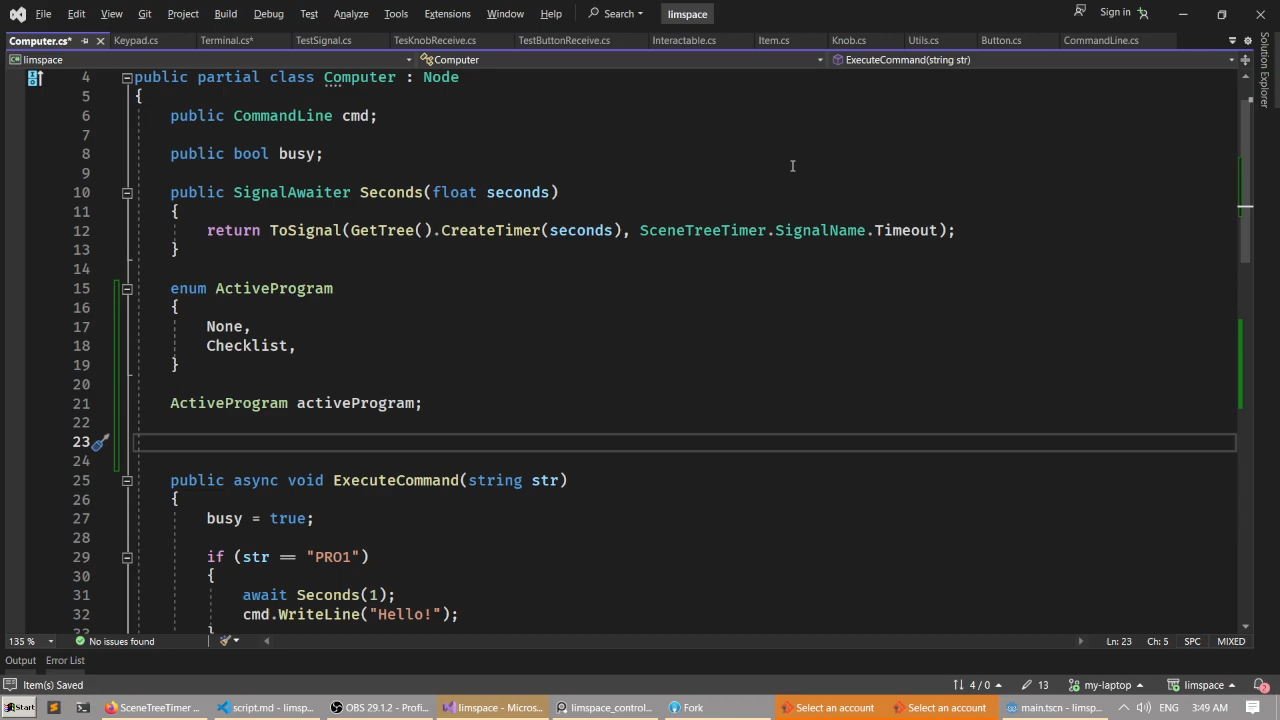 File Edit View Git Project Build Debug Test Analyze Tools Extensions Window Help Search limspace Sign in
Computer.cs* Keypad.cs Terminal.cs* TestSignal.cs TesKnobReceive.cs TestButtonReceive.cs Interactable.cs Item.cs Knob.cs Utils.cs Button.cs CommandLine.cs
limspace Computer ExecuteCommand(string str)
4 public partial class Computer : Node
5 {
6 public CommandLine cmd;
7
8 public bool busy;
9
10 public SignalAwaiter Seconds(float seconds)
11 {
12 return ToSignal(GetTree().CreateTimer(seconds), SceneTreeTimer.SignalName.Timeout);
13 }
14
15 enum ActiveProgram
16 {
17 None,
18 Checklist,
19 }
20
21 ActiveProgram activeProgram;
22
23
24
25 public async void ExecuteCommand(string str)
26 {
27 busy = true;
28
29 if (str == "PRO1")
30 {
31 await Seconds(1);
32 cmd.WriteLine("Hello!");
33 }
Solution Explorer
135 % No issues found Ln: 23 Ch: 5 SPC MIXED
Output Error List
Item(s) Saved 4 / 0 13 my-laptop limspace 2
Start SceneTreeTimer ... script.md - limsp... OBS 29.1.2 - Profi... limspace - Micros... limspace_control... Fork Select an account Select an account main.tscn - limsp... ENG 3:49 AM